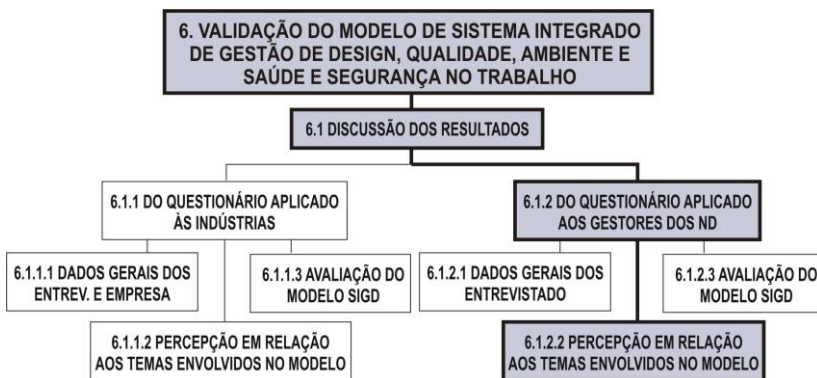 6. VALIDAÇÃO DO MODELO DE SISTEMA INTEGRADO
DE GESTÃO DE DESIGN, QUALIDADE, AMBIENTE E
SAÚDE E SEGURANÇA NO TRABALHO
6.1 DISCUSSÃO DOS RESULTADOS
6.1.1 DO QUESTIONÁRIO APLICADO
ÀS INDÚSTRIAS
6.1.2 DO QUESTIONÁRIO APLICADO
AOS GESTORES DOS ND
6.1.1.1 DADOS GERAIS DOS
ENTREV. E EMPRESA
6.1.1.3 AVALIAÇÃO DO
MODELO SIGD
6.1.2.1 DADOS GERAIS DOS
ENTREVISTADO
6.1.2.3 AVALIAÇÃO DO
MODELO SIGD
6.1.1.2 PERCEPÇÃO EM RELAÇÃO
AOS TEMAS ENVOLVIDOS NO MODELO
6.1.2.2 PERCEPÇÃO EM RELAÇÃO
AOS TEMAS ENVOLVIDOS NO MODELO